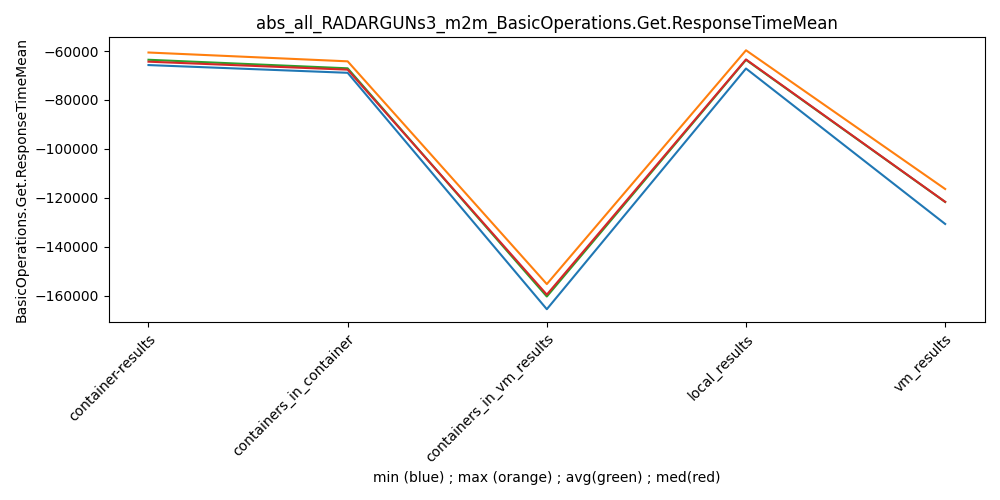 abs_all_RADARGUNs3_m2m_BasicOperations.Get.ResponseTimeMean
BasicOperations.Get.ResponseTimeMean
−60000
−80000
−100000
−120000
−140000
−160000
container-results
containers_in_container
containers_in_vm_results
local_results
vm_results
min (blue) ; max (orange) ; avg(green) ; med(red)